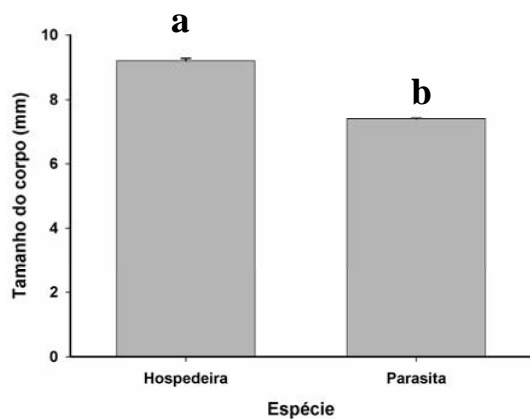 a
b
10
8
6
4
2
0
Tamanho do corpo (mm)
Hospedeira Parasita
Espécie